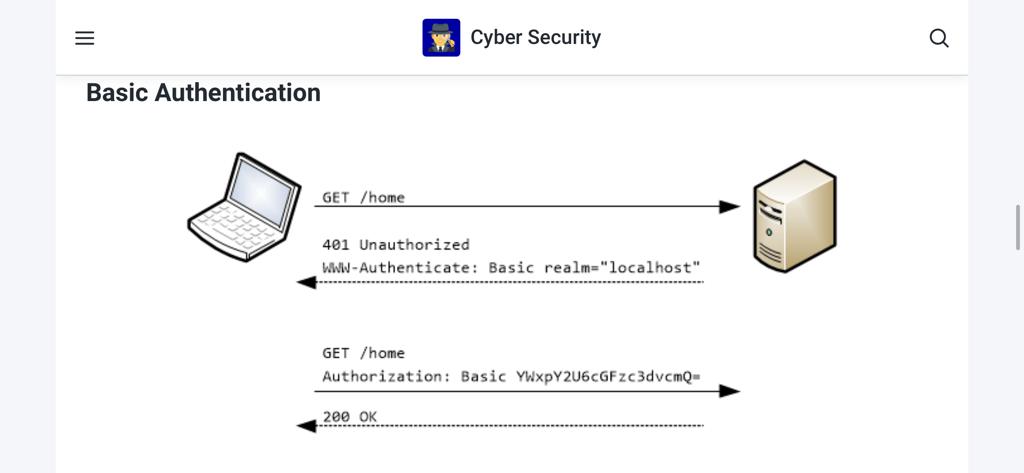 Cyber Security
Basic Authentication
GET /home
401 Unauthorized
WWW-Authenticate: Basic realm="localhost"
GET /home
Authorization: Basic YWxpY2U6cGFzc3dvcmQ=
200 OK